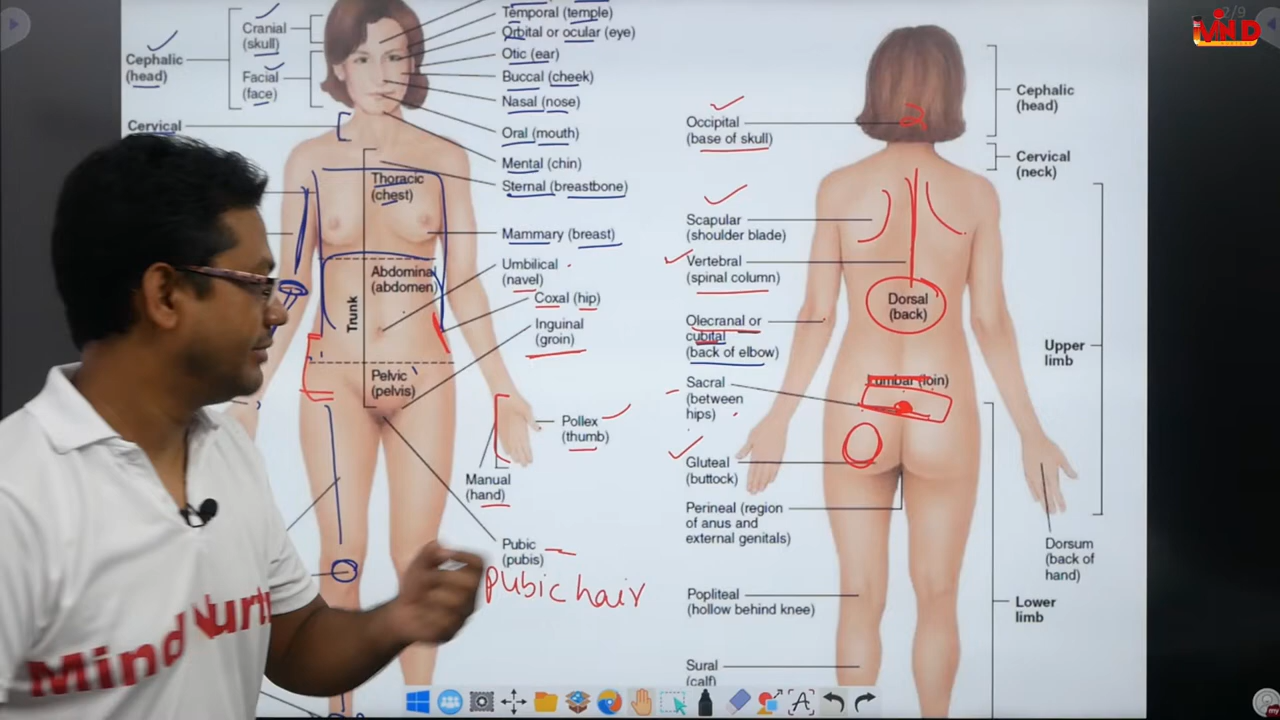 Cranial
(skull)
Cephalic
(head)
Facial
(face)
Cervical
Temporal (temple)
Orbital or ocular (eye)
Otic (ear)
Buccal (cheek)
Nasal (nose)
Oral (mouth)
Mental (chin)
Sternal (breastbone)
Thoracic
(chest)
Mammary (breast)
Umbilical
(navel)
Abdominal
(abdomen)
Coxal (hip)
Trunk
Inguinal
(groin)
Pelvic
(pelvis)
Pollex
(thumb)
Manual
(hand)
Pubic
(pubis)
pubic hair
Occipital
(base of skull)
Scapular
(shoulder blade)
Vertebral
(spinal column)
Olecranal or
cubital
(back of elbow)
Sacral
(between
hips)
Gluteal
(buttock)
Perineal (region
of anus and
external genitals)
Popliteal
(hollow behind knee)
Sural
(calf)
Dorsal
(back)
Lumbar (loin)
Cephalic
(head)
Cervical
(neck)
Upper
limb
Dorsum
(back of
hand)
Lower
limb
2/9
MIND
Mind Nurtu